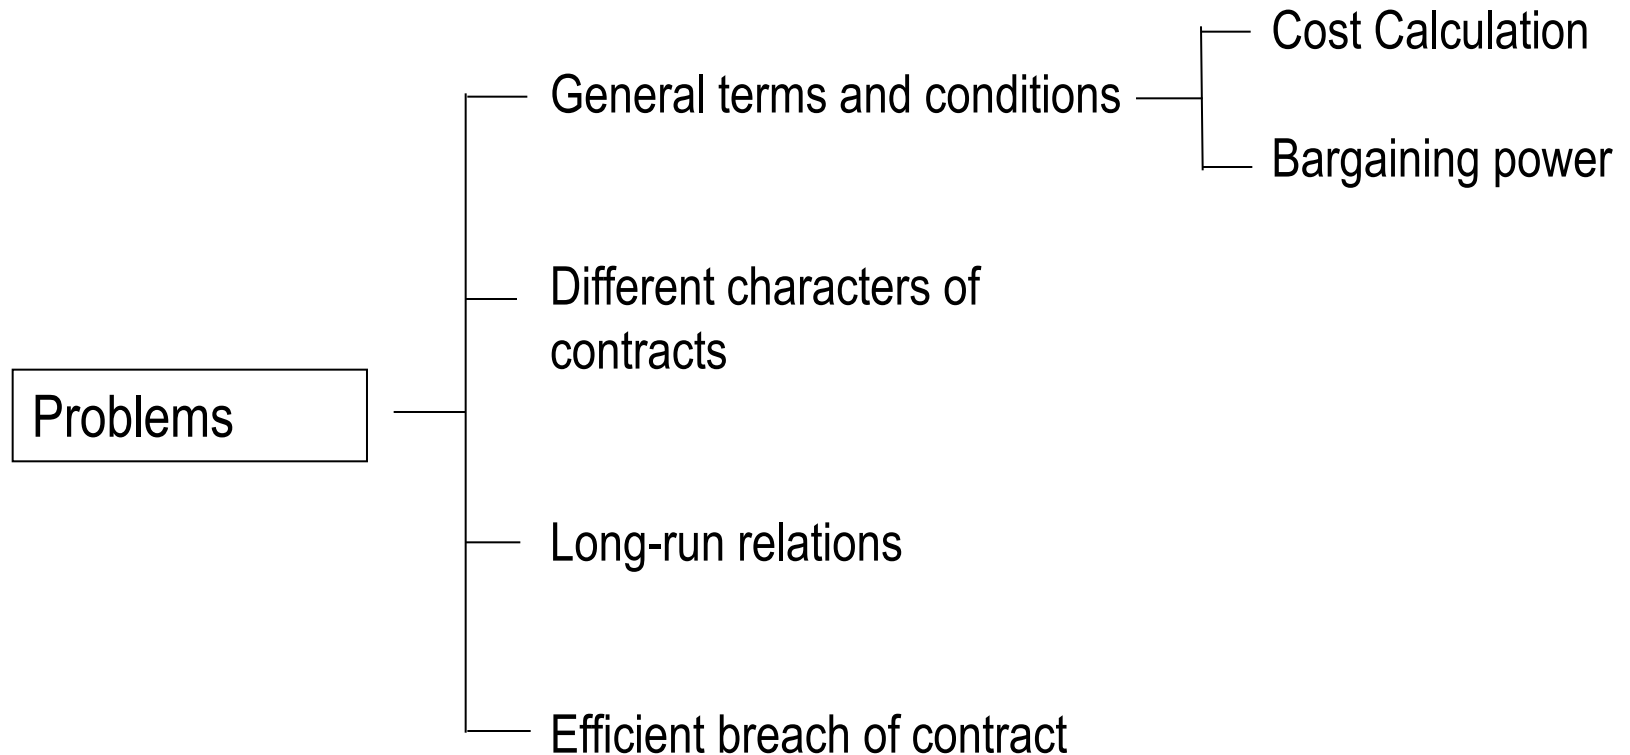 Cost Calculation
General terms and conditions
Bargaining power
Different characters of
contracts
Problems
Long-run relations
Efficient breach of contract